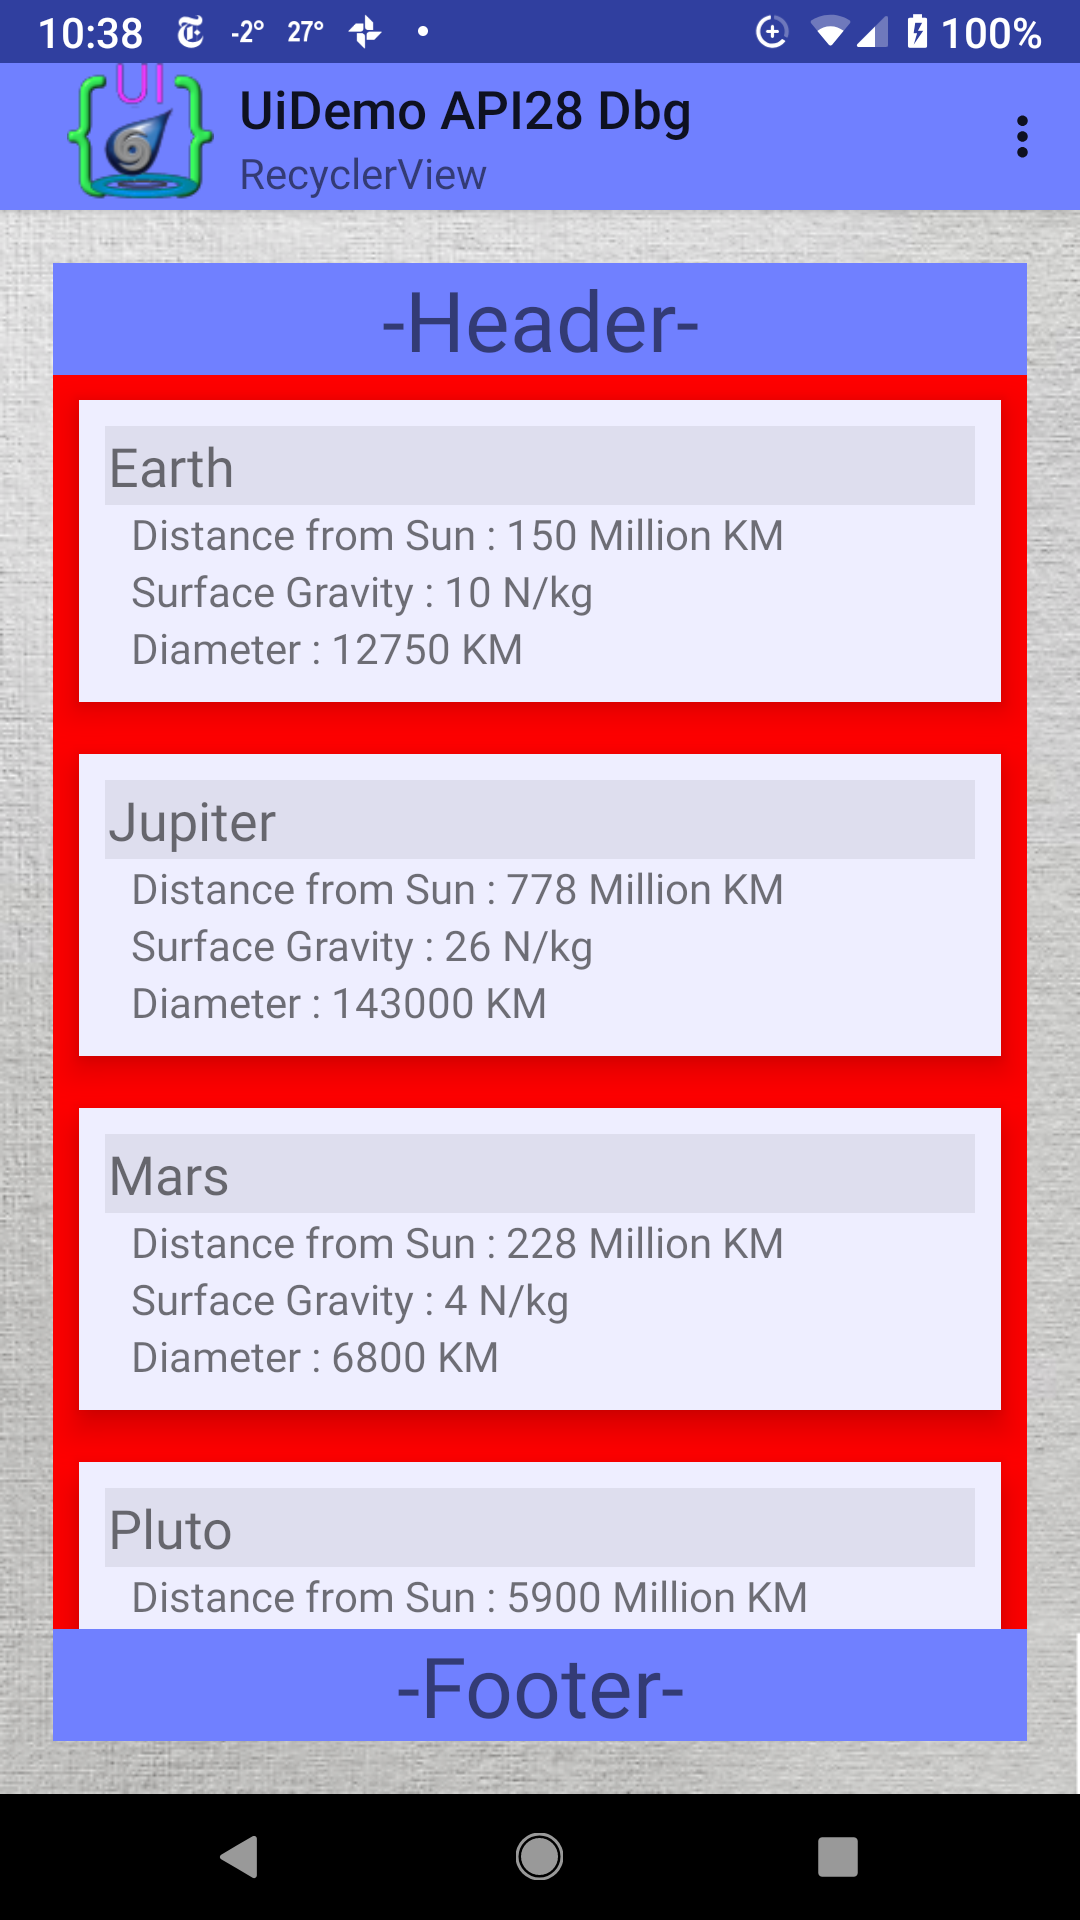 10:38 -2° 27° 100%
UI
UiDemo API28 Dbg
RecyclerView
-Header-
Earth
Distance from Sun : 150 Million KM
Surface Gravity : 10 N/kg
Diameter : 12750 KM
Jupiter
Distance from Sun : 778 Million KM
Surface Gravity : 26 N/kg
Diameter : 143000 KM
Mars
Distance from Sun : 228 Million KM
Surface Gravity : 4 N/kg
Diameter : 6800 KM
Pluto
Distance from Sun : 5900 Million KM
-Footer-